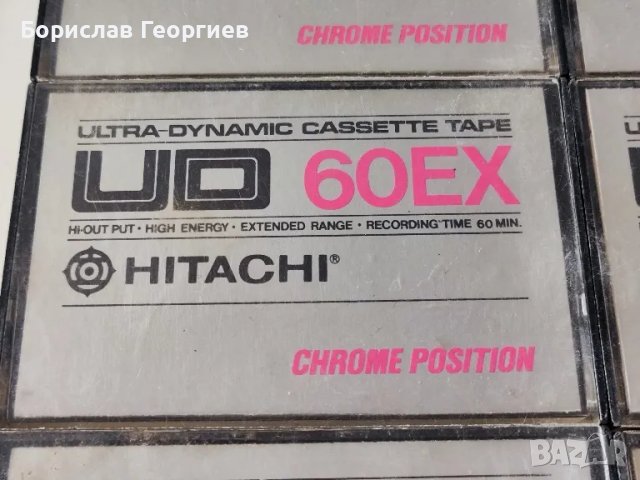 Борислав Георгиев
CHROME POSITION
ULTRA-DYNAMIC CASSETTE TAPE
UD 60EX
HI-OUT PUT · HIGH ENERGY · EXTENDED RANGE · RECORDING TIME 60 MIN.
HITACHI®
CHROME POSITION
BAZAR